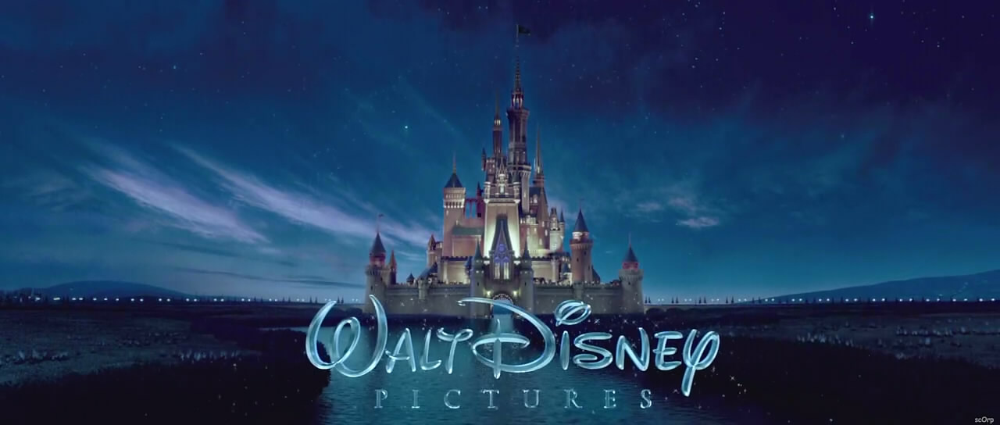 WALT DISNEY
PICTURES
scOrp